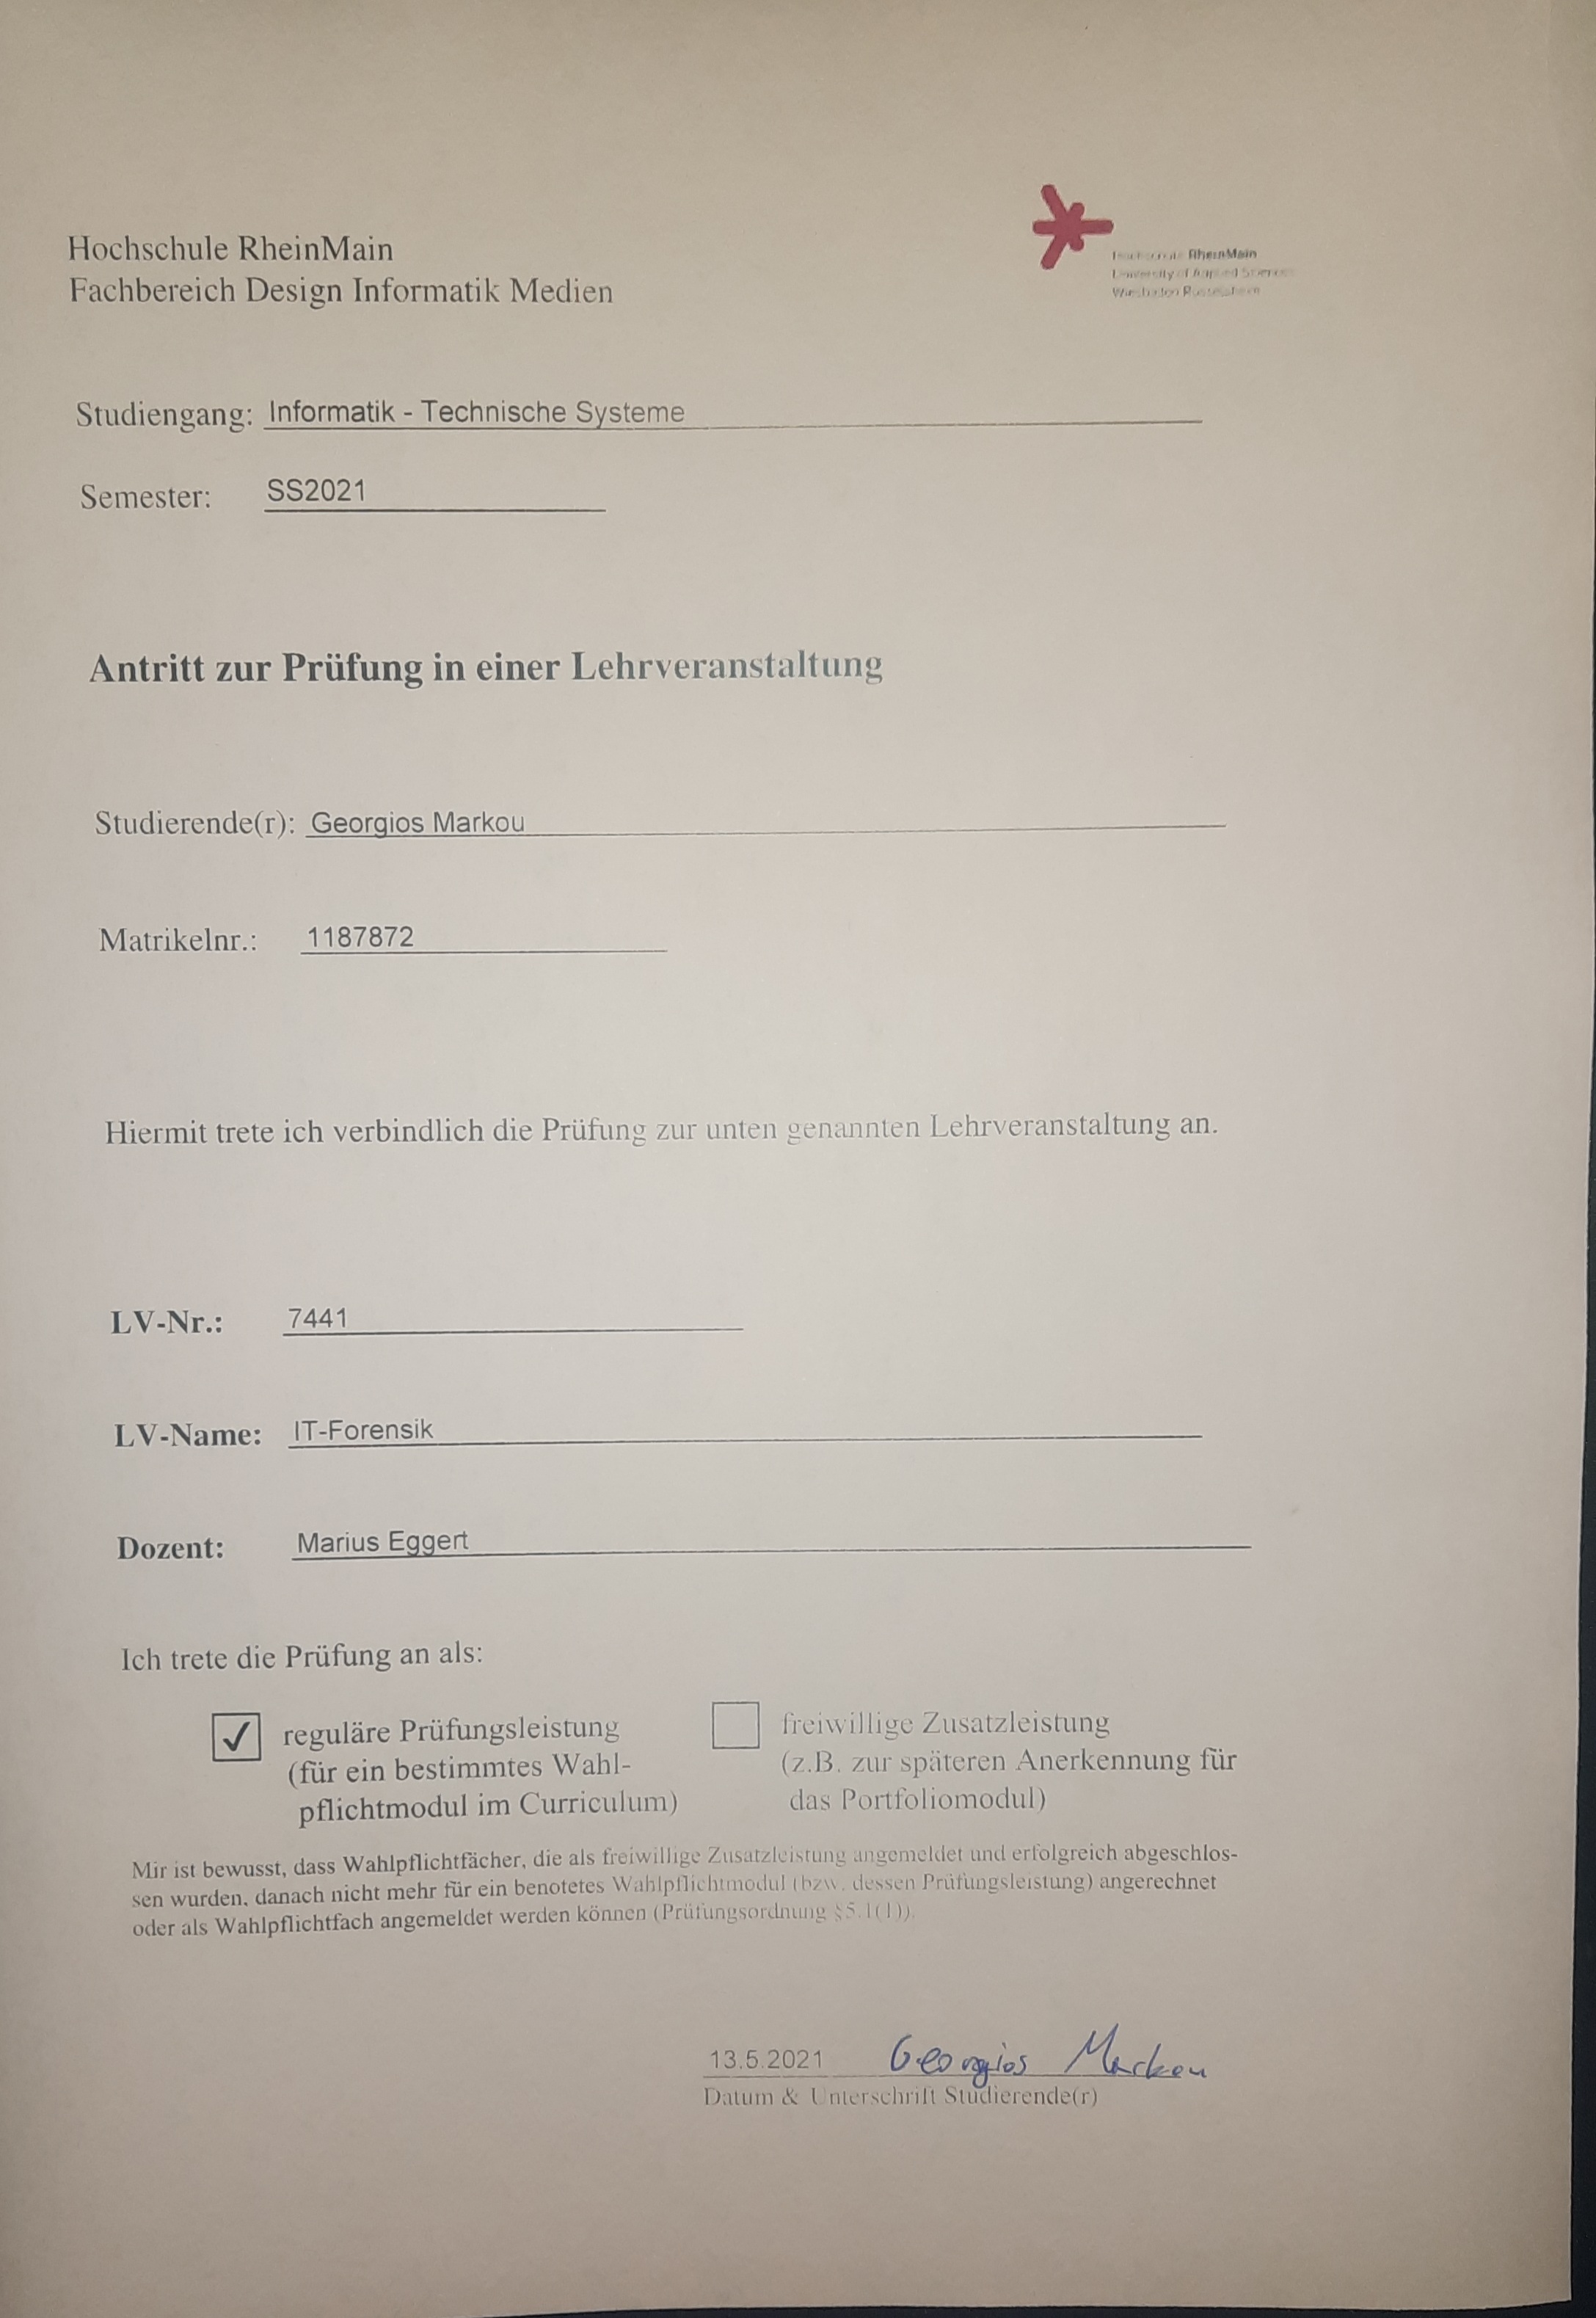 Hochschule RheinMain
Fachbereich Design Informatik Medien
Hochschule RheinMain
University of Applied Sciences
Wiesbaden Rüsselsheim
Studiengang: Informatik - Technische Systeme
Semester: SS2021
Antritt zur Prüfung in einer Lehrveranstaltung
Studierende(r): Georgios Markou
Matrikelnr.: 1187872
Hiermit trete ich verbindlich die Prüfung zur unten genannten Lehrveranstaltung an.
LV-Nr.: 7441
LV-Name: IT-Forensik
Dozent: Marius Eggert
Ich trete die Prüfung an als:
✓ reguläre Prüfungsleistung
(für ein bestimmtes Wahl-
pflichtmodul im Curriculum)
freiwillige Zusatzleistung
(z.B. zur späteren Anerkennung für
das Portfoliomodul)
Mir ist bewusst, dass Wahlpflichtfächer, die als freiwillige Zusatzleistung angemeldet und erfolgreich abgeschlos-
sen wurden, danach nicht mehr für ein benotetes Wahlpflichtmodul (bzw. dessen Prüfungsleistung) angerechnet
oder als Wahlpflichtfach angemeldet werden können (Prüfungsordnung §5.1(1)).
13.5.2021 Georgios Markou
Datum & Unterschrift Studierende(r)